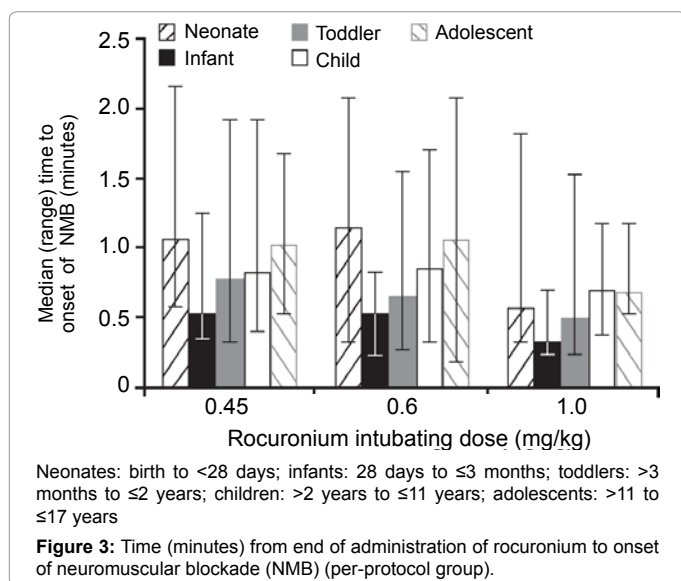 Neonate Toddler Adolescent
Infant Child
Median (range) time to
onset of NMB (minutes)
2.5
2.0
1.5
1.0
0.5
0
0.45 0.6 1.0
Rocuronium intubating dose (mg/kg)
Neonates: birth to <28 days; infants: 28 days to ≤3 months; toddlers: >3
months to ≤2 years; children: >2 years to ≤11 years; adolescents: >11 to
≤17 years
Figure 3: Time (minutes) from end of administration of rocuronium to onset
of neuromuscular blockade (NMB) (per-protocol group).